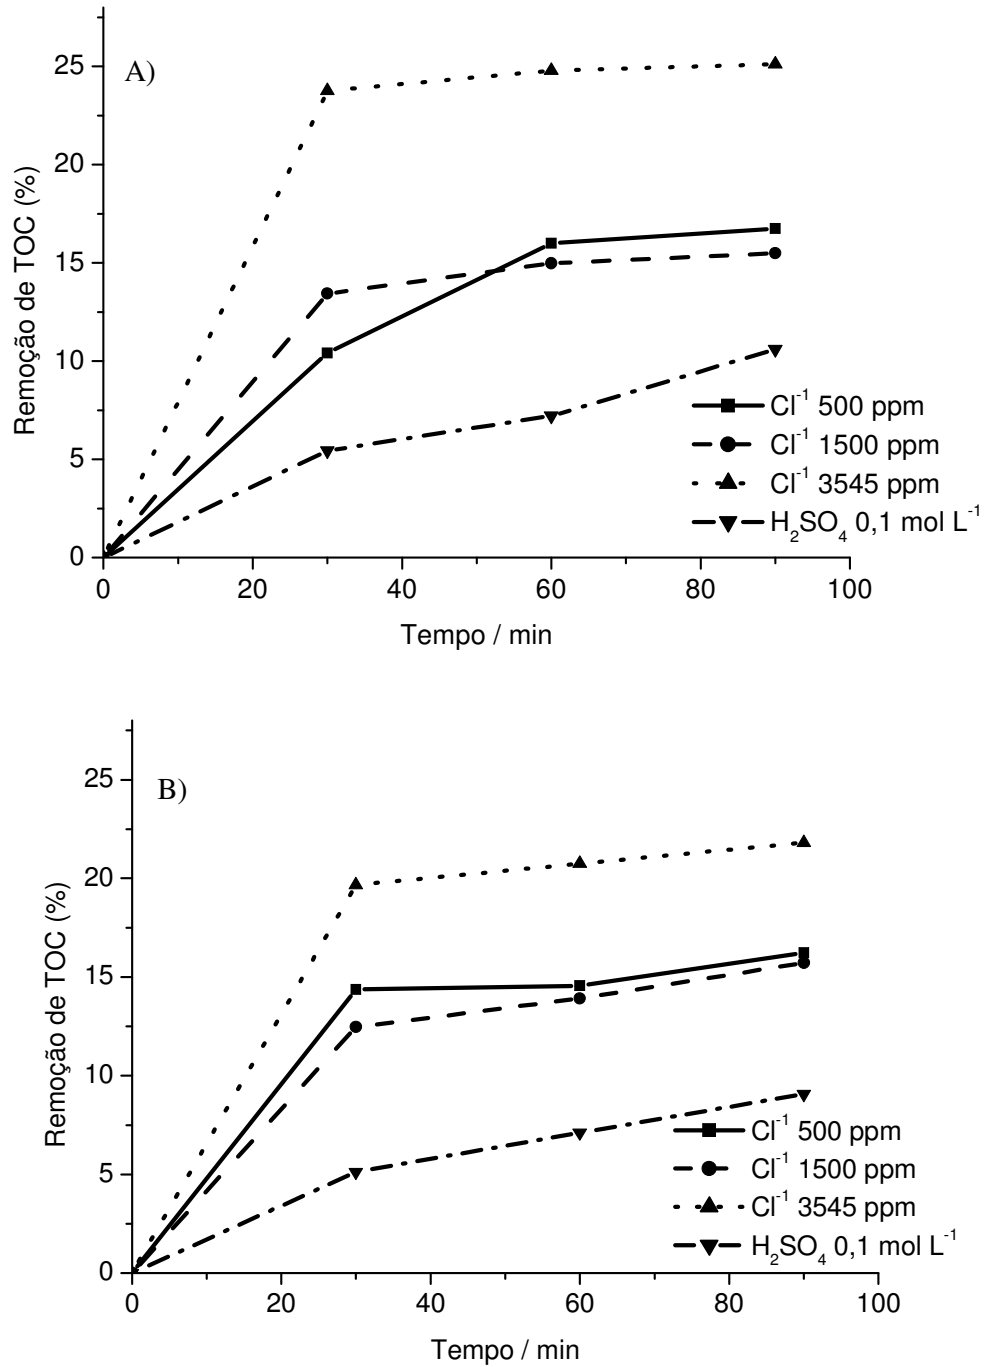 A)
25
20
15
10
5
0
Remoção de TOC (%)
Cl⁻¹ 500 ppm
Cl⁻¹ 1500 ppm
Cl⁻¹ 3545 ppm
H₂SO₄ 0,1 mol L⁻¹
0 20 40 60 80 100
Tempo / min
B)
25
20
15
10
5
0
Remoção de TOC (%)
Cl⁻¹ 500 ppm
Cl⁻¹ 1500 ppm
Cl⁻¹ 3545 ppm
H₂SO₄ 0,1 mol L⁻¹
0 20 40 60 80 100
Tempo / min